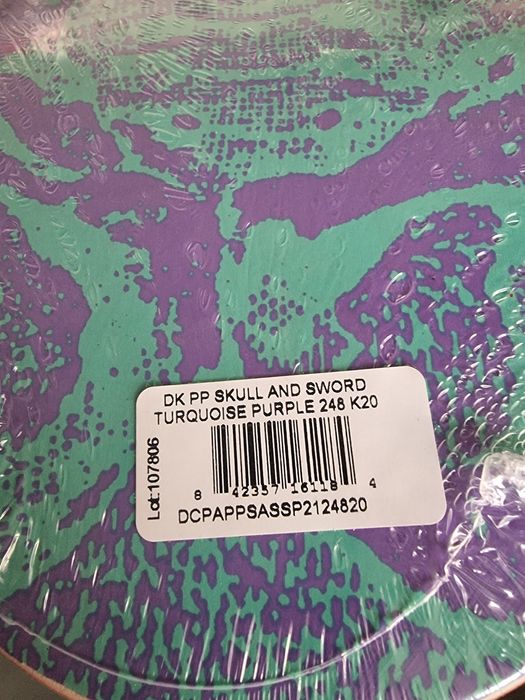 DK PP SKULL AND SWORD
TURQUOISE PURPLE 248 K20
Lot:107806
8 42357 16118 4
DCPAPPSASSP2124820